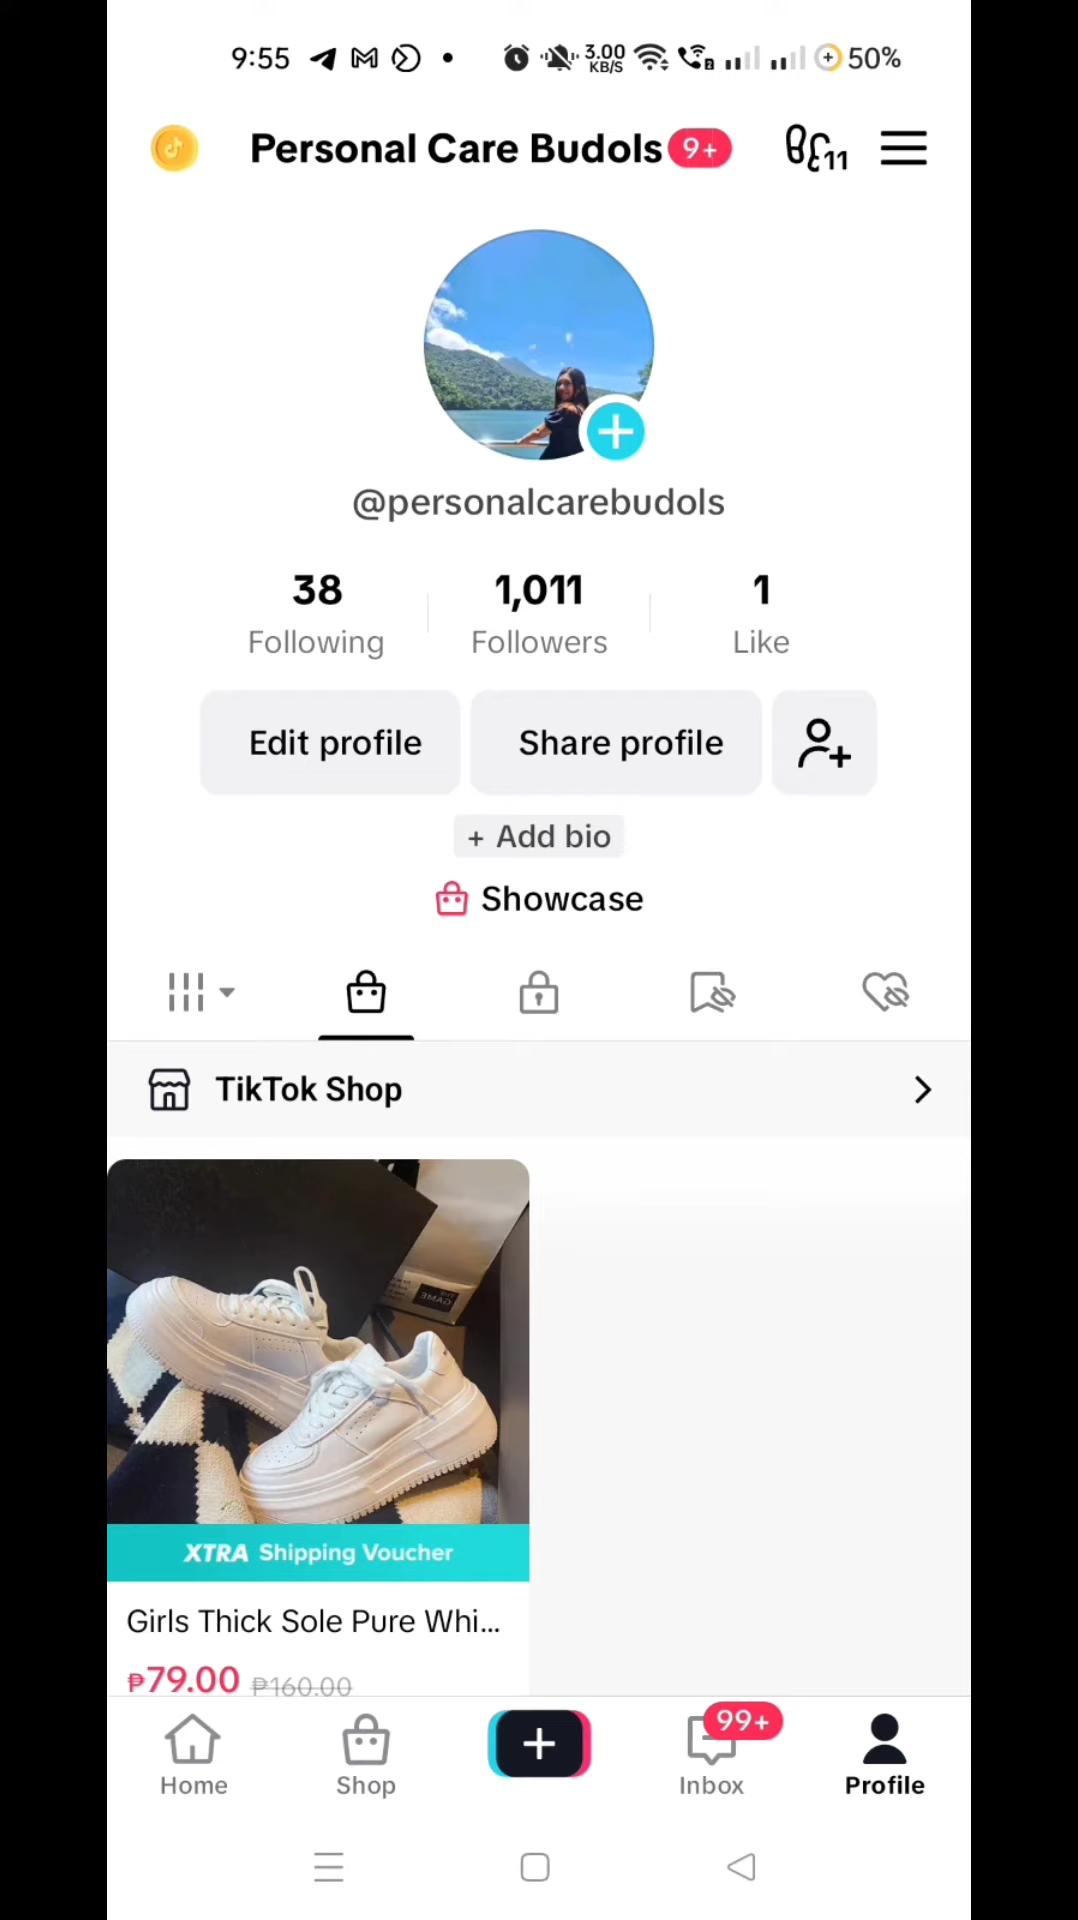 9:55 3.00 KB/S 50%
Personal Care Budols 9+ 11
@personalcarebudols
38 1,011 1
Following Followers Like
Edit profile Share profile
+ Add bio
Showcase
TikTok Shop
THE GAME
XTRA Shipping Voucher
Girls Thick Sole Pure Whi...
₱79.00 ₱160.00
99+
Home Shop Inbox Profile